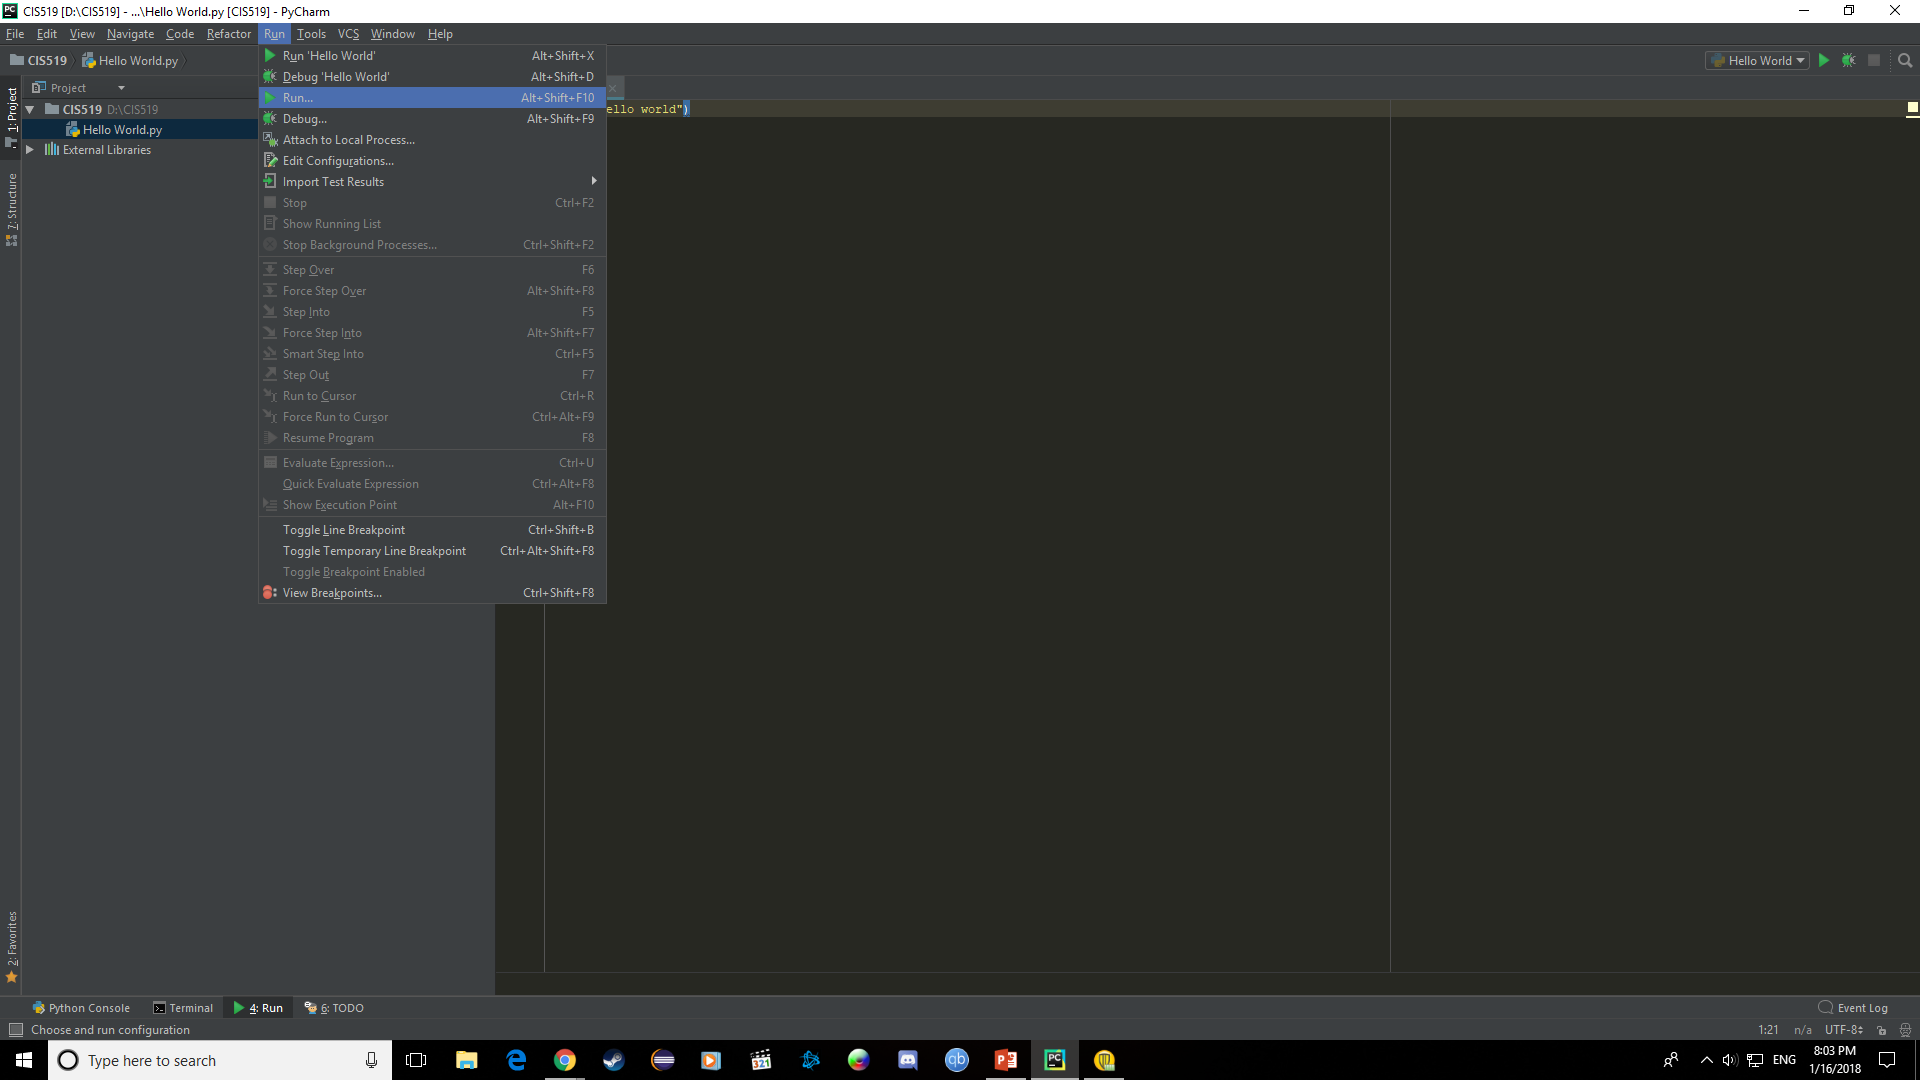 CIS519 [D:\CIS519] - ...\Hello World.py [CIS519] - PyCharm
File Edit View Navigate Code Refactor Run Tools VCS Window Help
CIS519 Hello World.py
Hello World
Project
CIS519 D:\CIS519
Hello World.py
External Libraries
1: Project
7: Structure
2: Favorites
Run 'Hello World' Alt+Shift+X
Debug 'Hello World' Alt+Shift+D
Run... Alt+Shift+F10
Debug... Alt+Shift+F9
Attach to Local Process...
Edit Configurations...
Import Test Results
Stop Ctrl+F2
Show Running List
Stop Background Processes... Ctrl+Shift+F2
Step Over F6
Force Step Over Alt+Shift+F8
Step Into F5
Force Step Into Alt+Shift+F7
Smart Step Into Ctrl+F5
Step Out F7
Run to Cursor Ctrl+R
Force Run to Cursor Ctrl+Alt+F9
Resume Program F8
Evaluate Expression... Ctrl+U
Quick Evaluate Expression Ctrl+Alt+F8
Show Execution Point Alt+F10
Toggle Line Breakpoint Ctrl+Shift+B
Toggle Temporary Line Breakpoint Ctrl+Alt+Shift+F8
Toggle Breakpoint Enabled
View Breakpoints... Ctrl+Shift+F8
ello world")
Python Console Terminal 4: Run 6: TODO Event Log
Choose and run configuration 1:21 n/a UTF-8
Type here to search
ENG
8:03 PM
1/16/2018